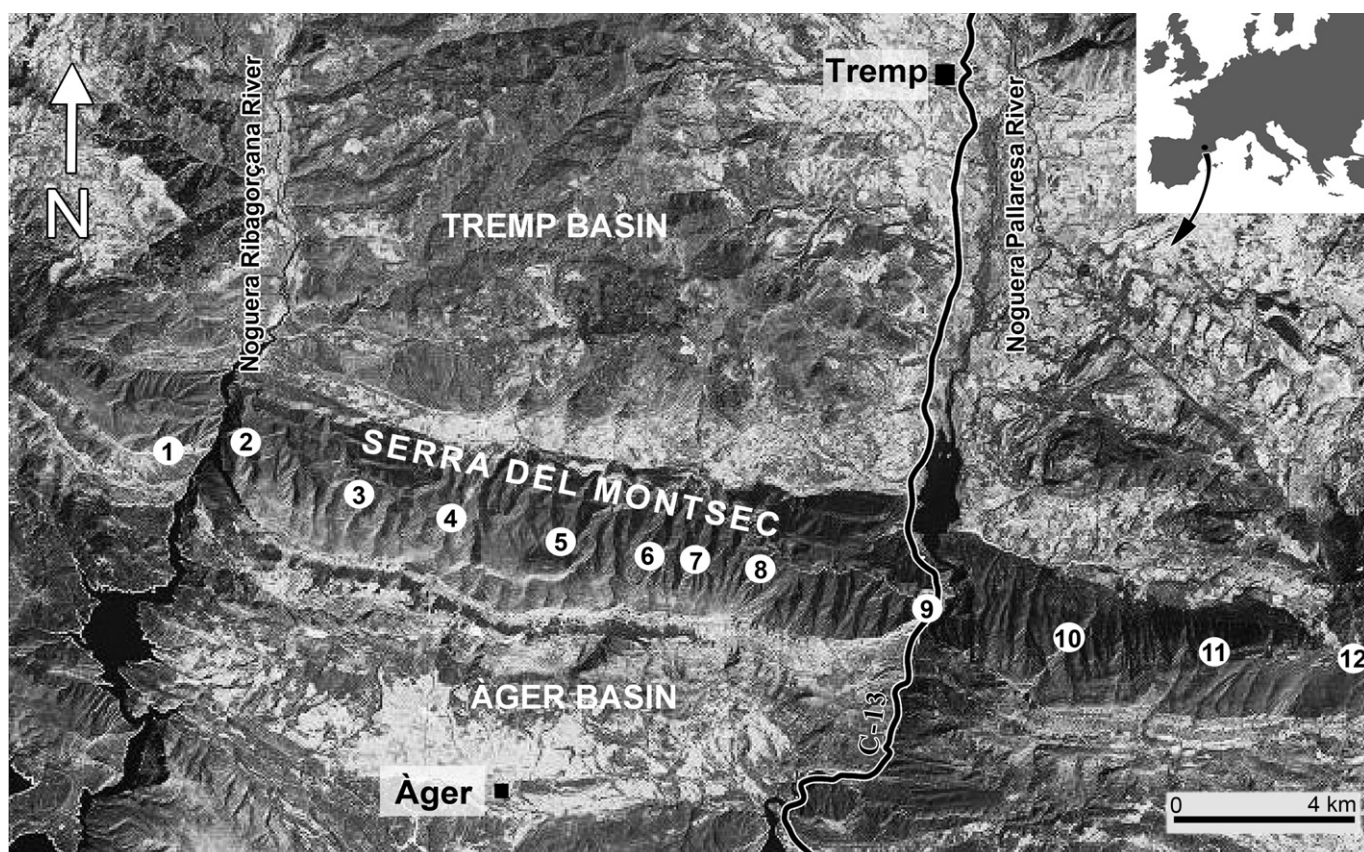 Tremp
Noguera Ribagorçana River
Noguera Pallaresa River
N
TREMP BASIN
SERRA DEL MONTSEC
1
2
3
4
5
6
7
8
9
10
11
12
ÀGER BASIN
C-13
Àger
0 4 km